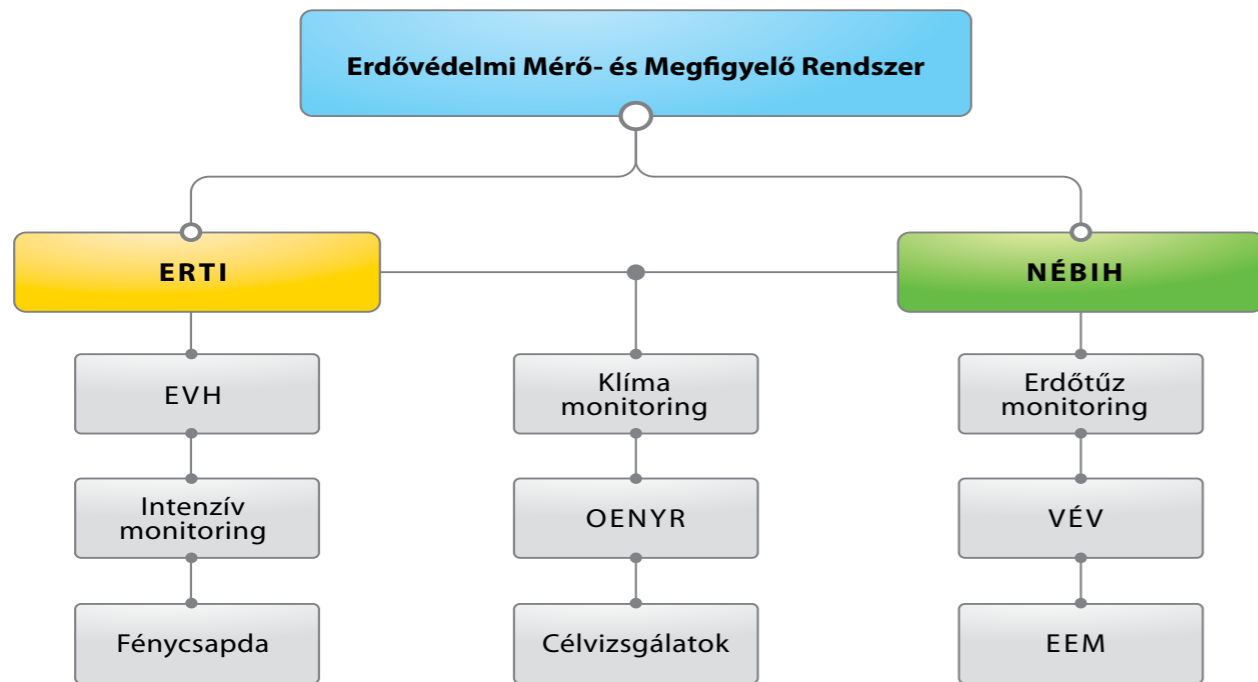 Erdővédelmi Mérő- és Megfigyelő Rendszer
ERTI
NÉBIH
EVH
Klíma
monitoring
Erdőtűz
monitoring
Intenzív
monitoring
OENYR
VÉV
Fénycsapda
Célvizsgálatok
EEM